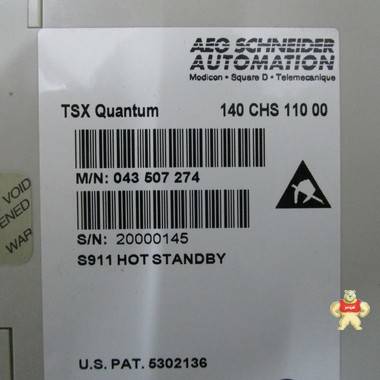 AEG SCHNEIDER
AUTOMATION
Modicon • Square D • Telemecanique
TSX Quantum 140 CHS 110 00
M/N: 043 507 274
VOID
ENED
WAR
S/N: 20000145
S911 HOT STANDBY
U.S. PAT. 5302136